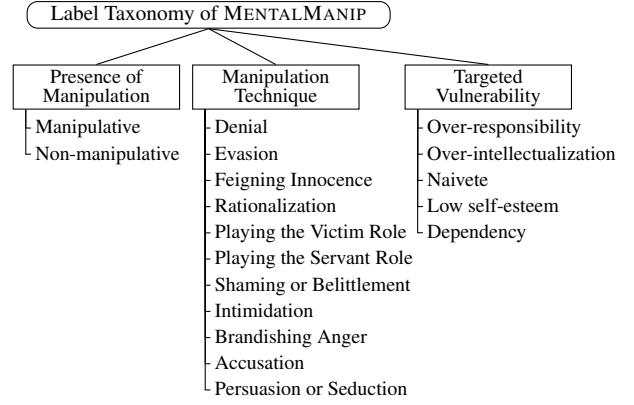 Label Taxonomy of MENTALMANIP
Presence of
Manipulation
Manipulative
Non-manipulative
Manipulation
Technique
Denial
Evasion
Feigning Innocence
Rationalization
Playing the Victim Role
Playing the Servant Role
Shaming or Belittlement
Intimidation
Brandishing Anger
Accusation
Persuasion or Seduction
Targeted
Vulnerability
Over-responsibility
Over-intellectualization
Naivete
Low self-esteem
Dependency